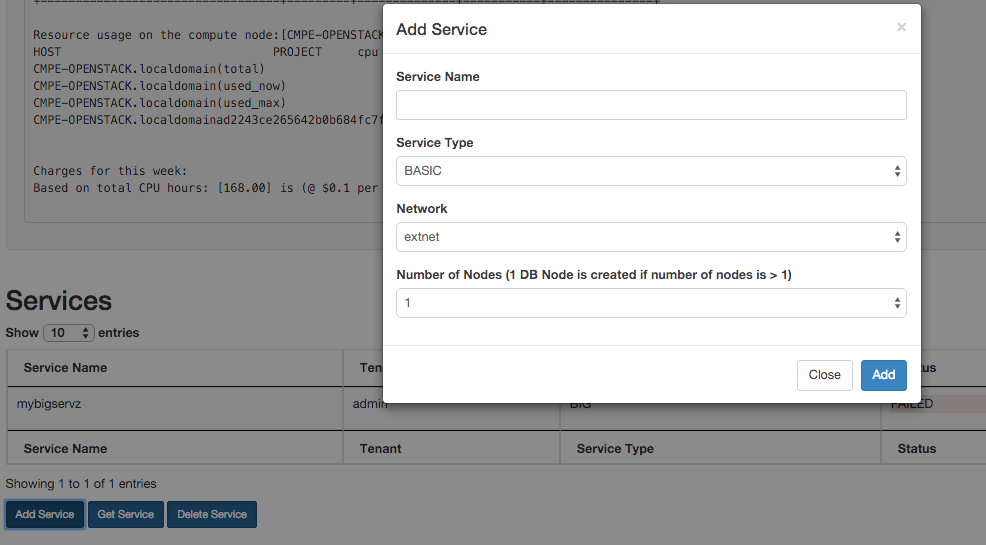 Resource usage on the compute node:[CMPE-OPENSTACK
HOST PROJECT cpu
CMPE-OPENSTACK.localdomain(total)
CMPE-OPENSTACK.localdomain(used_now)
CMPE-OPENSTACK.localdomain(used_max)
CMPE-OPENSTACK.localdomainad2243ce265642b0b684fc7f
Charges for this week:
Based on total CPU hours: [168.00] is (@ $0.1 per
Add Service ×
Service Name
Service Type
BASIC
Network
extnet
Number of Nodes (1 DB Node is created if number of nodes is > 1)
1
Close Add
Services
Show 10 entries
Service Name Ten us
mybigservz admin BIG FAILED
Service Name Tenant Service Type Status
Showing 1 to 1 of 1 entries
Add Service Get Service Delete Service